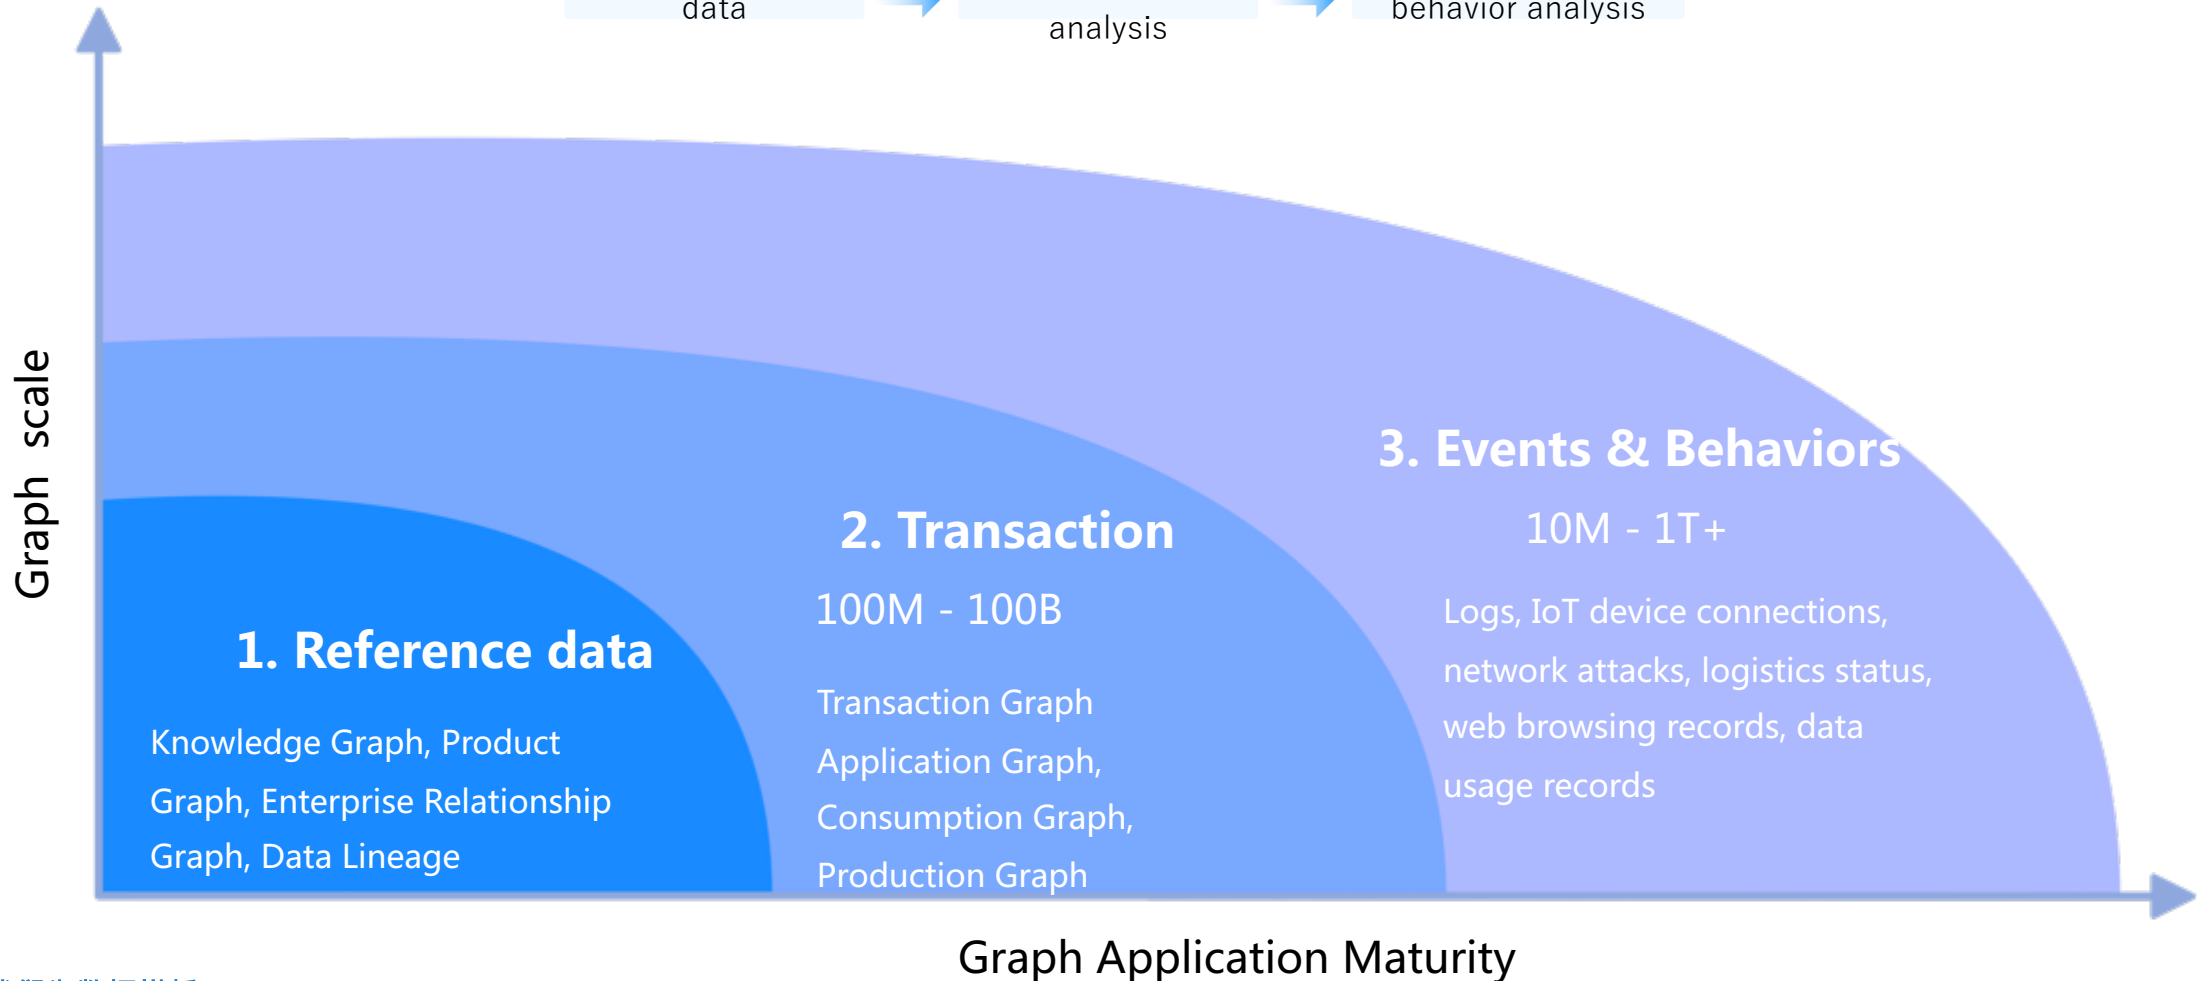 data
analysis
behavior analysis
Graph scale
3. Events & Behaviors
10M - 1T+
Logs, IoT device connections,
network attacks, logistics status,
web browsing records, data
usage records
2. Transaction
100M - 100B
Transaction Graph
Application Graph,
Consumption Graph,
Production Graph
1. Reference data
Knowledge Graph, Product
Graph, Enterprise Relationship
Graph, Data Lineage
Graph Application Maturity